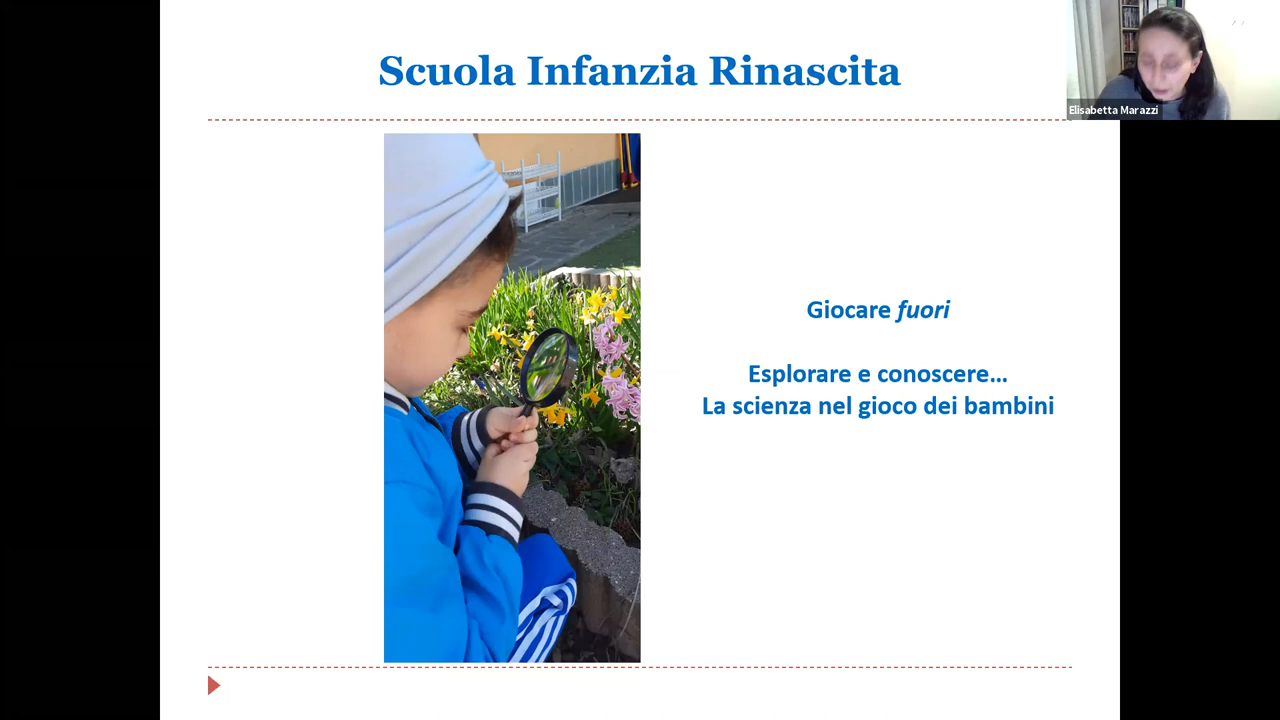 Scuola Infanzia Rinascita
Elisabetta Marazzi
Giocare fuori
Esplorare e conoscere...
La scienza nel gioco dei bambini